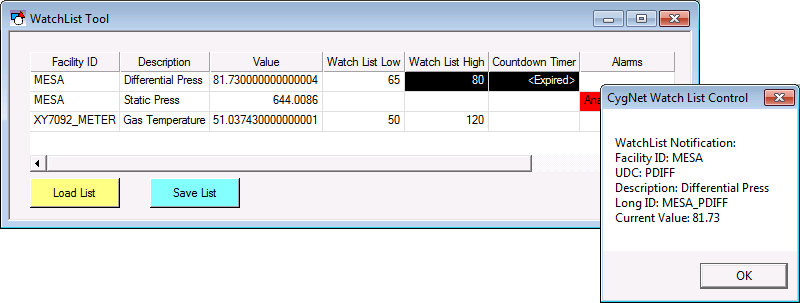 WatchList Tool
Facility ID Description Value Watch List Low Watch List High Countdown Timer Alarms
MESA Differential Press 81.730000000000004 65 80 <Expired>
MESA Static Press 644.0086
XY7092_METER Gas Temperature 51.037430000000001 50 120
Load List Save List
CygNet Watch List Control
WatchList Notification:
Facility ID: MESA
UDC: PDIFF
Description: Differential Press
Long ID: MESA_PDIFF
Current Value: 81.73
OK